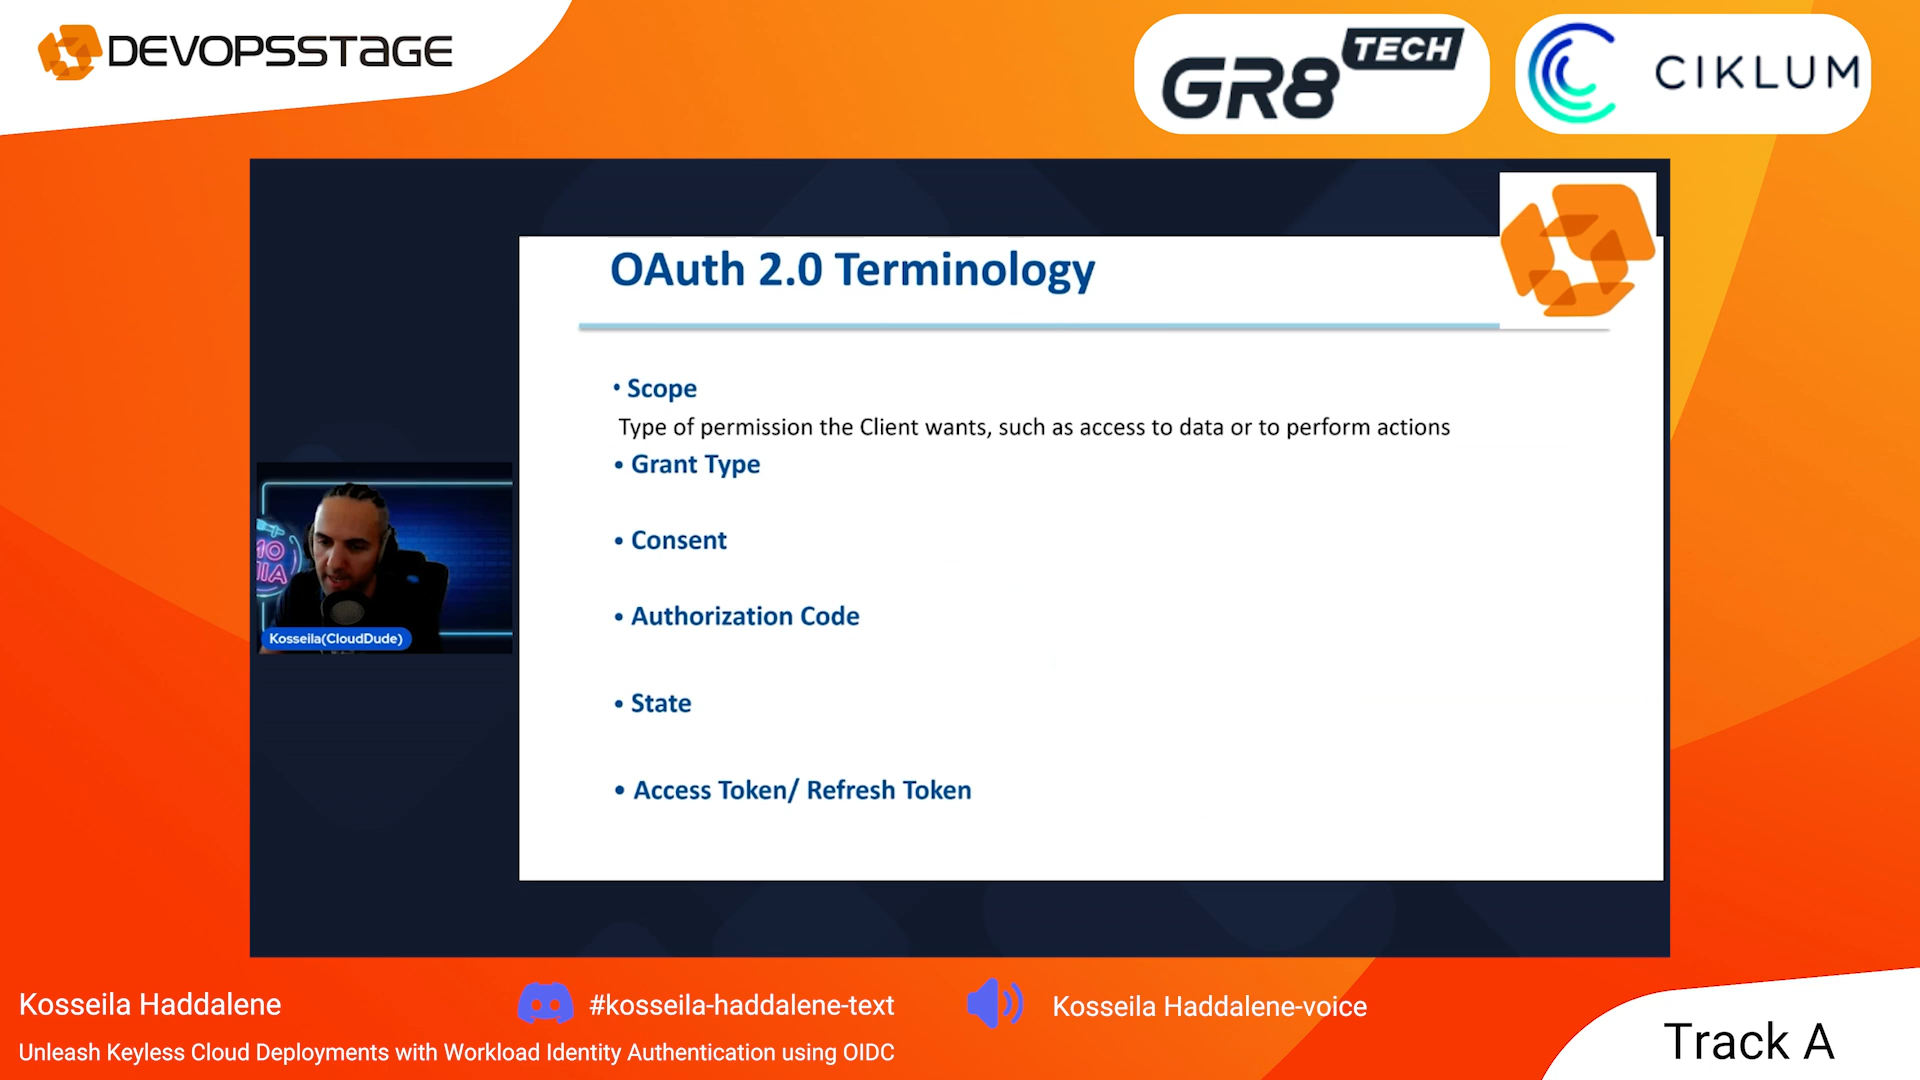 DEVOPSSTAGE
GR8 TECH
CIKLUM
OAuth 2.0 Terminology
• Scope
Type of permission the Client wants, such as access to data or to perform actions
• Grant Type
• Consent
• Authorization Code
• State
• Access Token/ Refresh Token
Kosseila(CloudDude)
Kosseila Haddalene
#kosseila-haddalene-text
Kosseila Haddalene-voice
Unleash Keyless Cloud Deployments with Workload Identity Authentication using OIDC
Track A